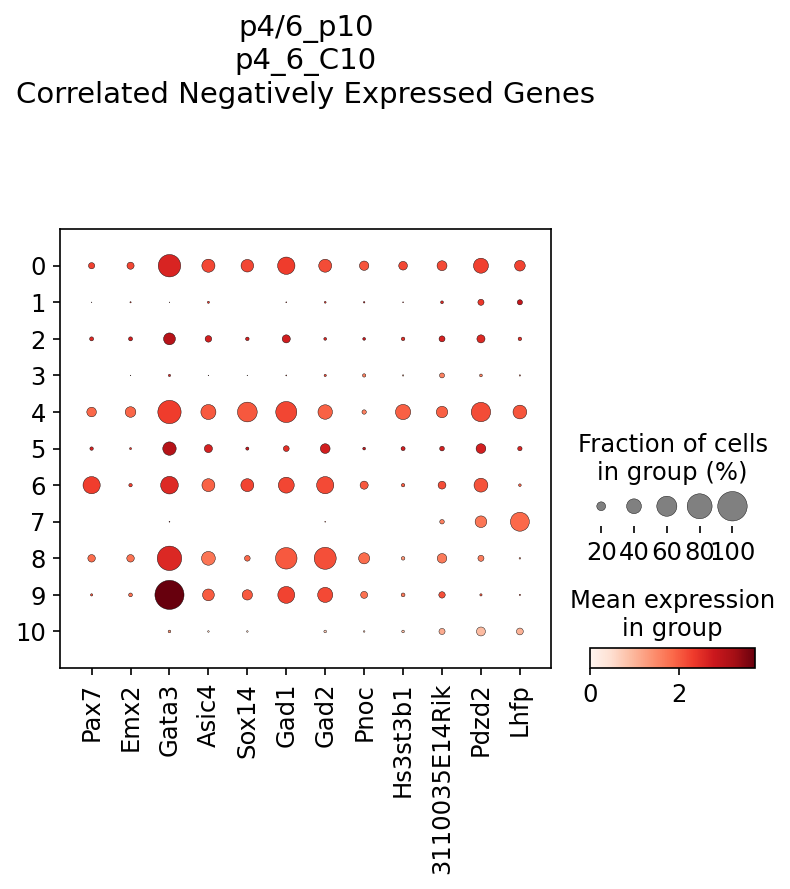 p4/6_p10
p4_6_C10
Correlated Negatively Expressed Genes
0
1
2
3
4
5
6
7
8
9
10
Pax7
Emx2
Gata3
Asic4
Sox14
Gad1
Gad2
Pnoc
Hs3st3b1
3110035E14Rik
Pdzd2
Lhfp
Fraction of cells
in group (%)
20 40 60 80 100
Mean expression
in group
0 2